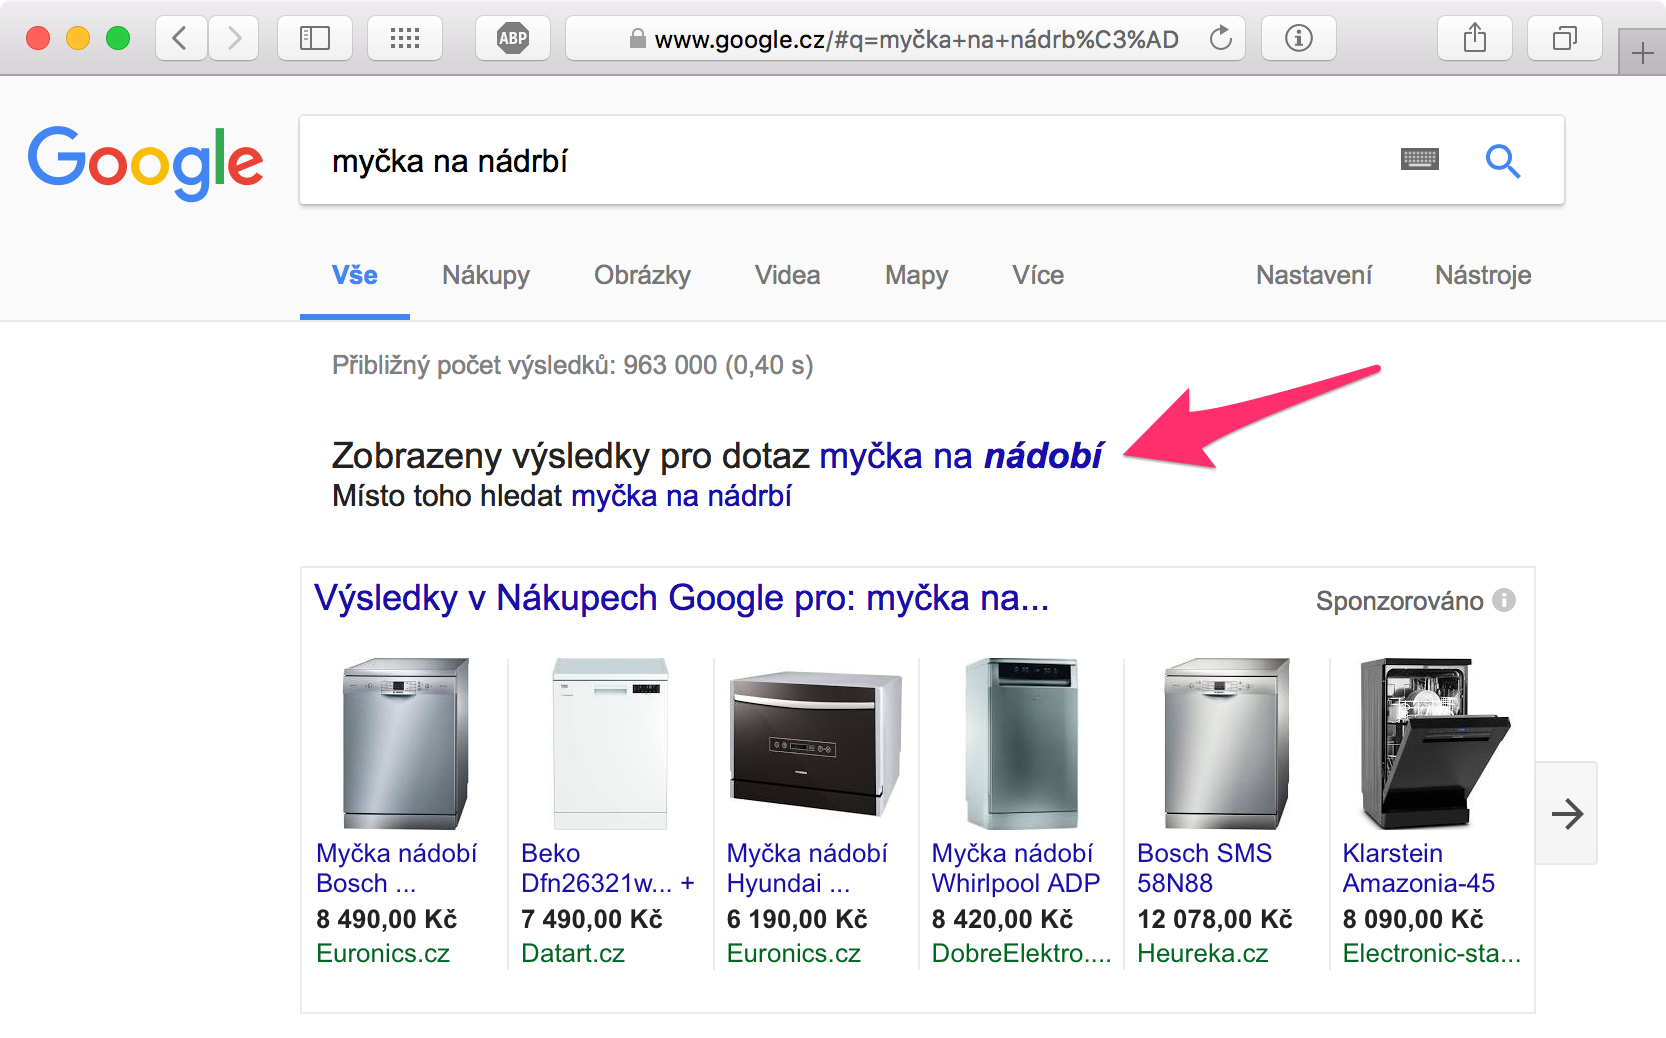 ABP
www.google.cz/#q=myčka+na+nádrb%C3%AD
Google
myčka na nádrbí
Vše Nákupy Obrázky Videa Mapy Více Nastavení Nástroje
Přibližný počet výsledků: 963 000 (0,40 s)
Zobrazeny výsledky pro dotaz myčka na nádobí
Místo toho hledat myčka na nádrbí
Výsledky v Nákupech Google pro: myčka na...
Sponzorováno
Myčka nádobí
Bosch ...
8 490,00 Kč
Euronics.cz
Beko
Dfn26321w... +
7 490,00 Kč
Datart.cz
Myčka nádobí
Hyundai ...
6 190,00 Kč
Euronics.cz
Myčka nádobí
Whirlpool ADP
8 420,00 Kč
DobreElektro....
Bosch SMS
58N88
12 078,00 Kč
Heureka.cz
Klarstein
Amazonia-45
8 090,00 Kč
Electronic-sta...